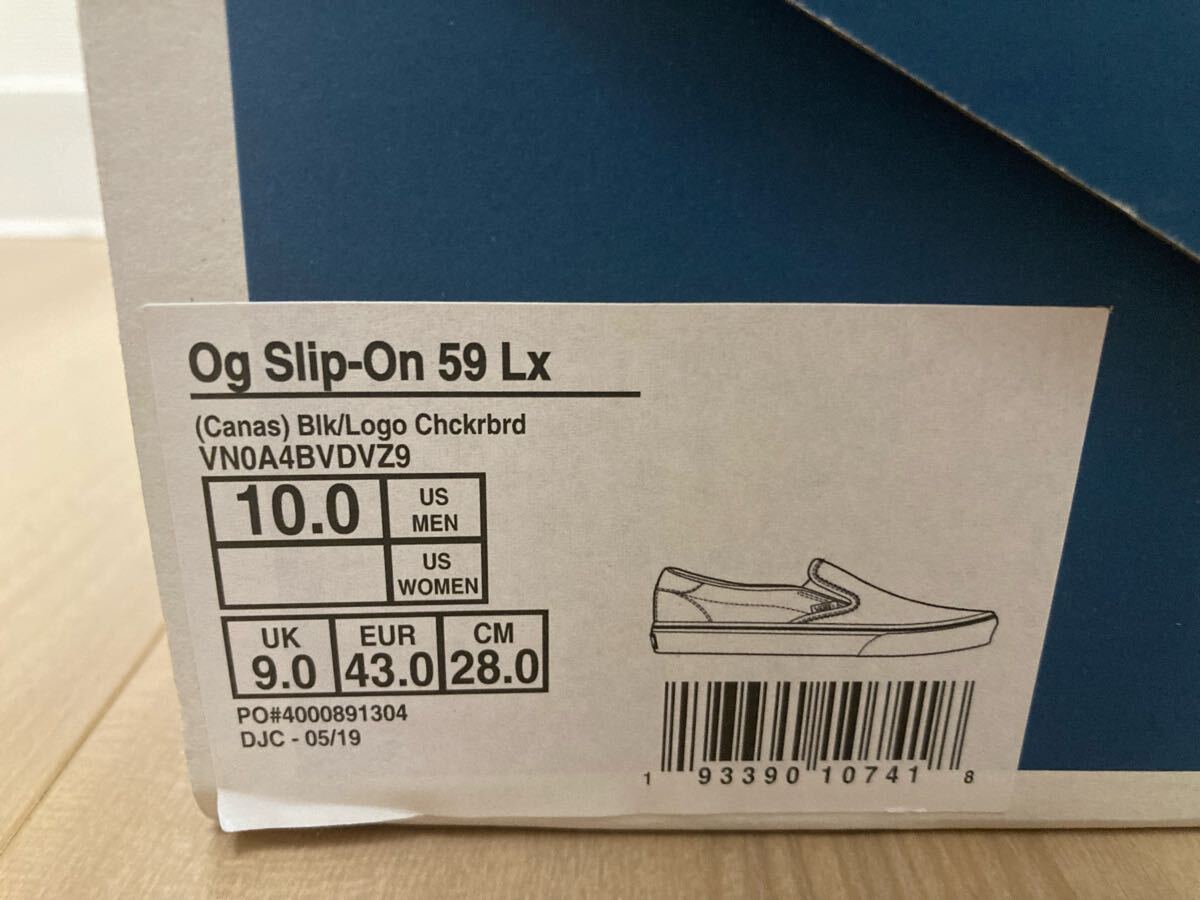 Og Slip-On 59 Lx
(Canas) Blk/Logo Chckrbrd
VN0A4BVDVZ9
10.0 US MEN
US WOMEN
UK 9.0 EUR 43.0 CM 28.0
PO#4000891304
DJC - 05/19
1 93390 10741 8